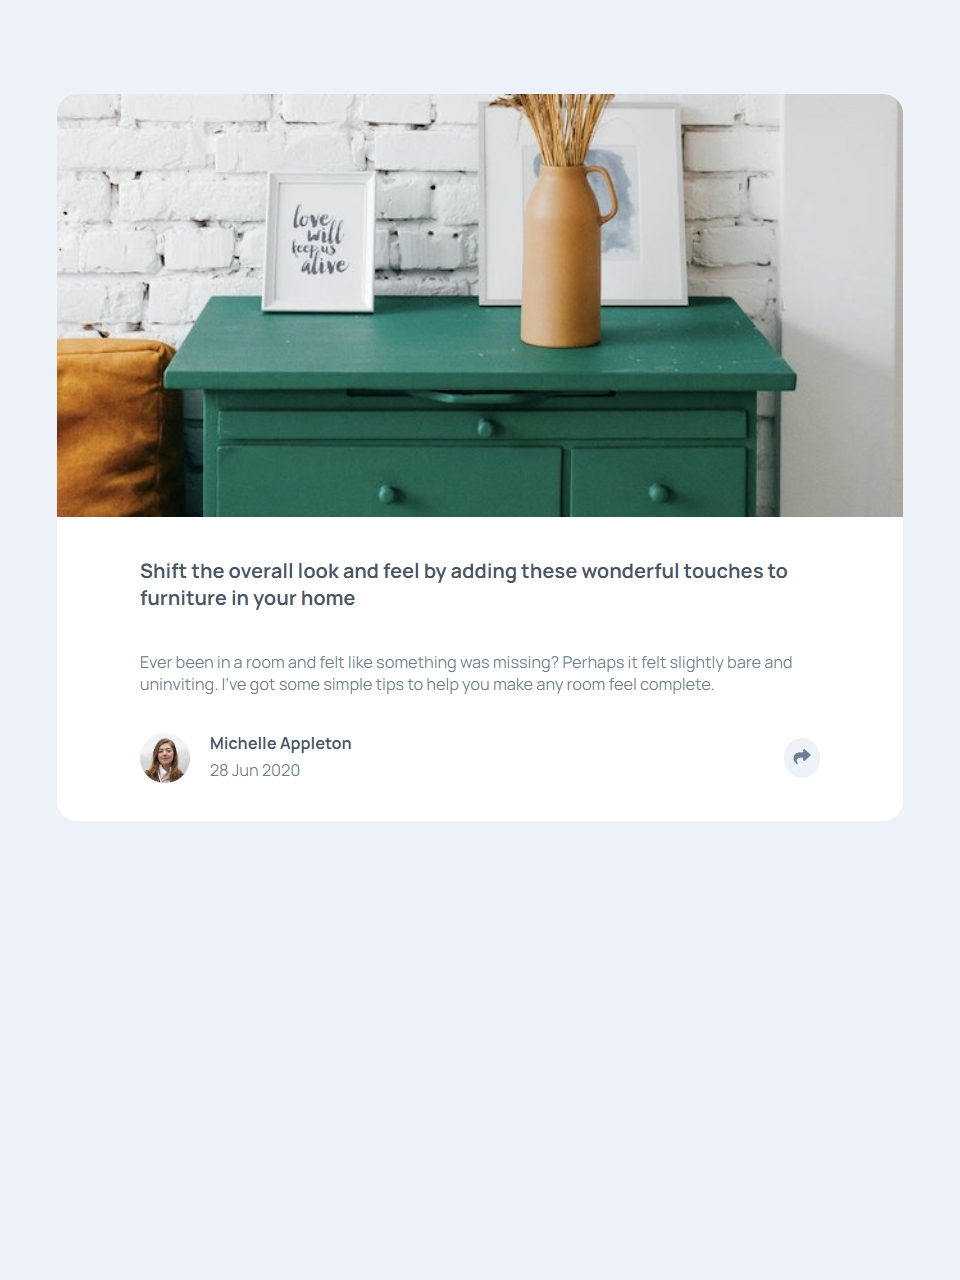 love
will
keep us
alive
Shift the overall look and feel by adding these wonderful touches to
furniture in your home
Ever been in a room and felt like something was missing? Perhaps it felt slightly bare and
uninviting. I've got some simple tips to help you make any room feel complete.
Michelle Appleton
28 Jun 2020